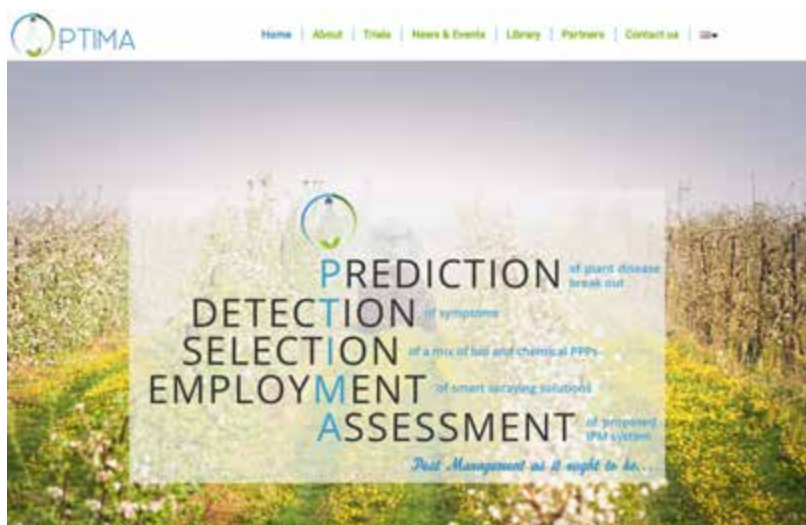 OPTIMA
Home | About | Trials | News & Events | Library | Partners | Contact us
PREDICTION of plant disease
break out
DETECTION of symptoms
SELECTION of a mix of bio and chemical PPPs
EMPLOYMENT of smart spraying solutions
ASSESSMENT of proposed
IPM system
Pest Management as it ought to be...